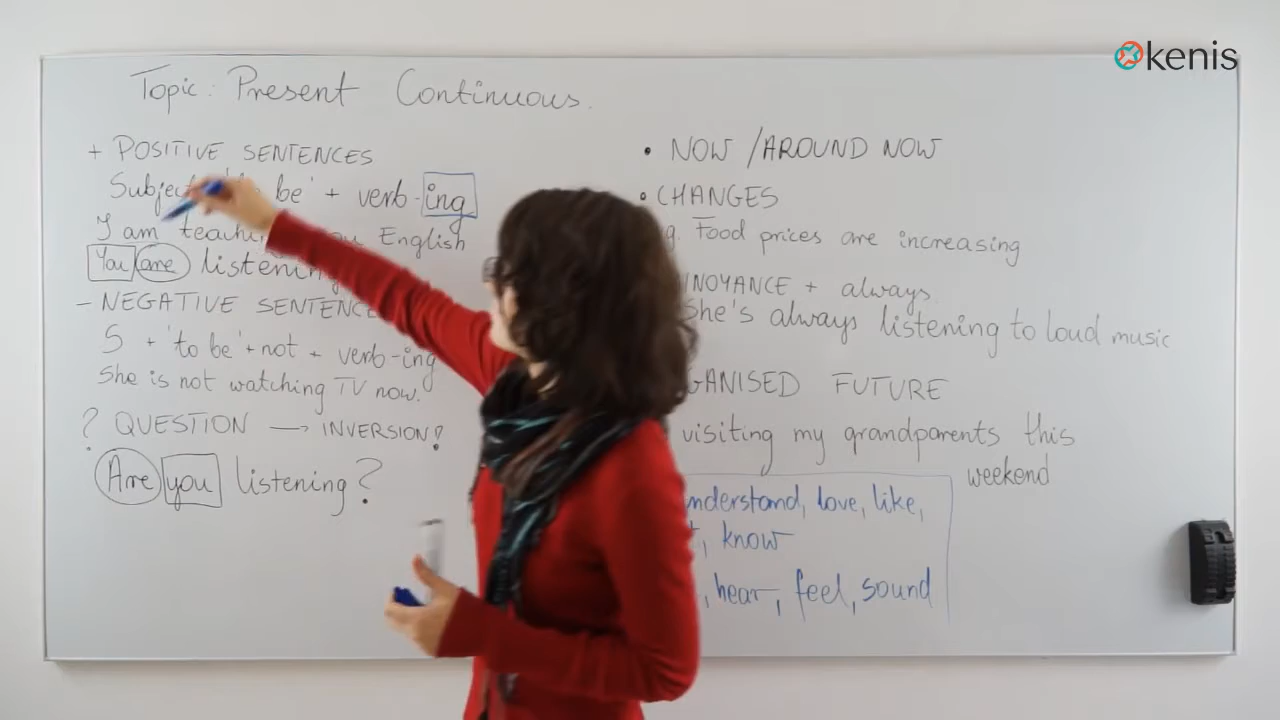 kenis
Topic: Present Continuous.
+ POSITIVE SENTENCES
be' + verb-ing
I am English
You are listening
- NEGATIVE
S + 'to be' + not + verb-ing
She is not watching TV now.
? QUESTION → INVERSION!
Are you listening?
• NOW / AROUND NOW
• CHANGES
Food prices are increasing
+ always.
She's always listening to loud music
FUTURE
visiting my grandparents this
weekend
love, like,
know
hear, feel, sound